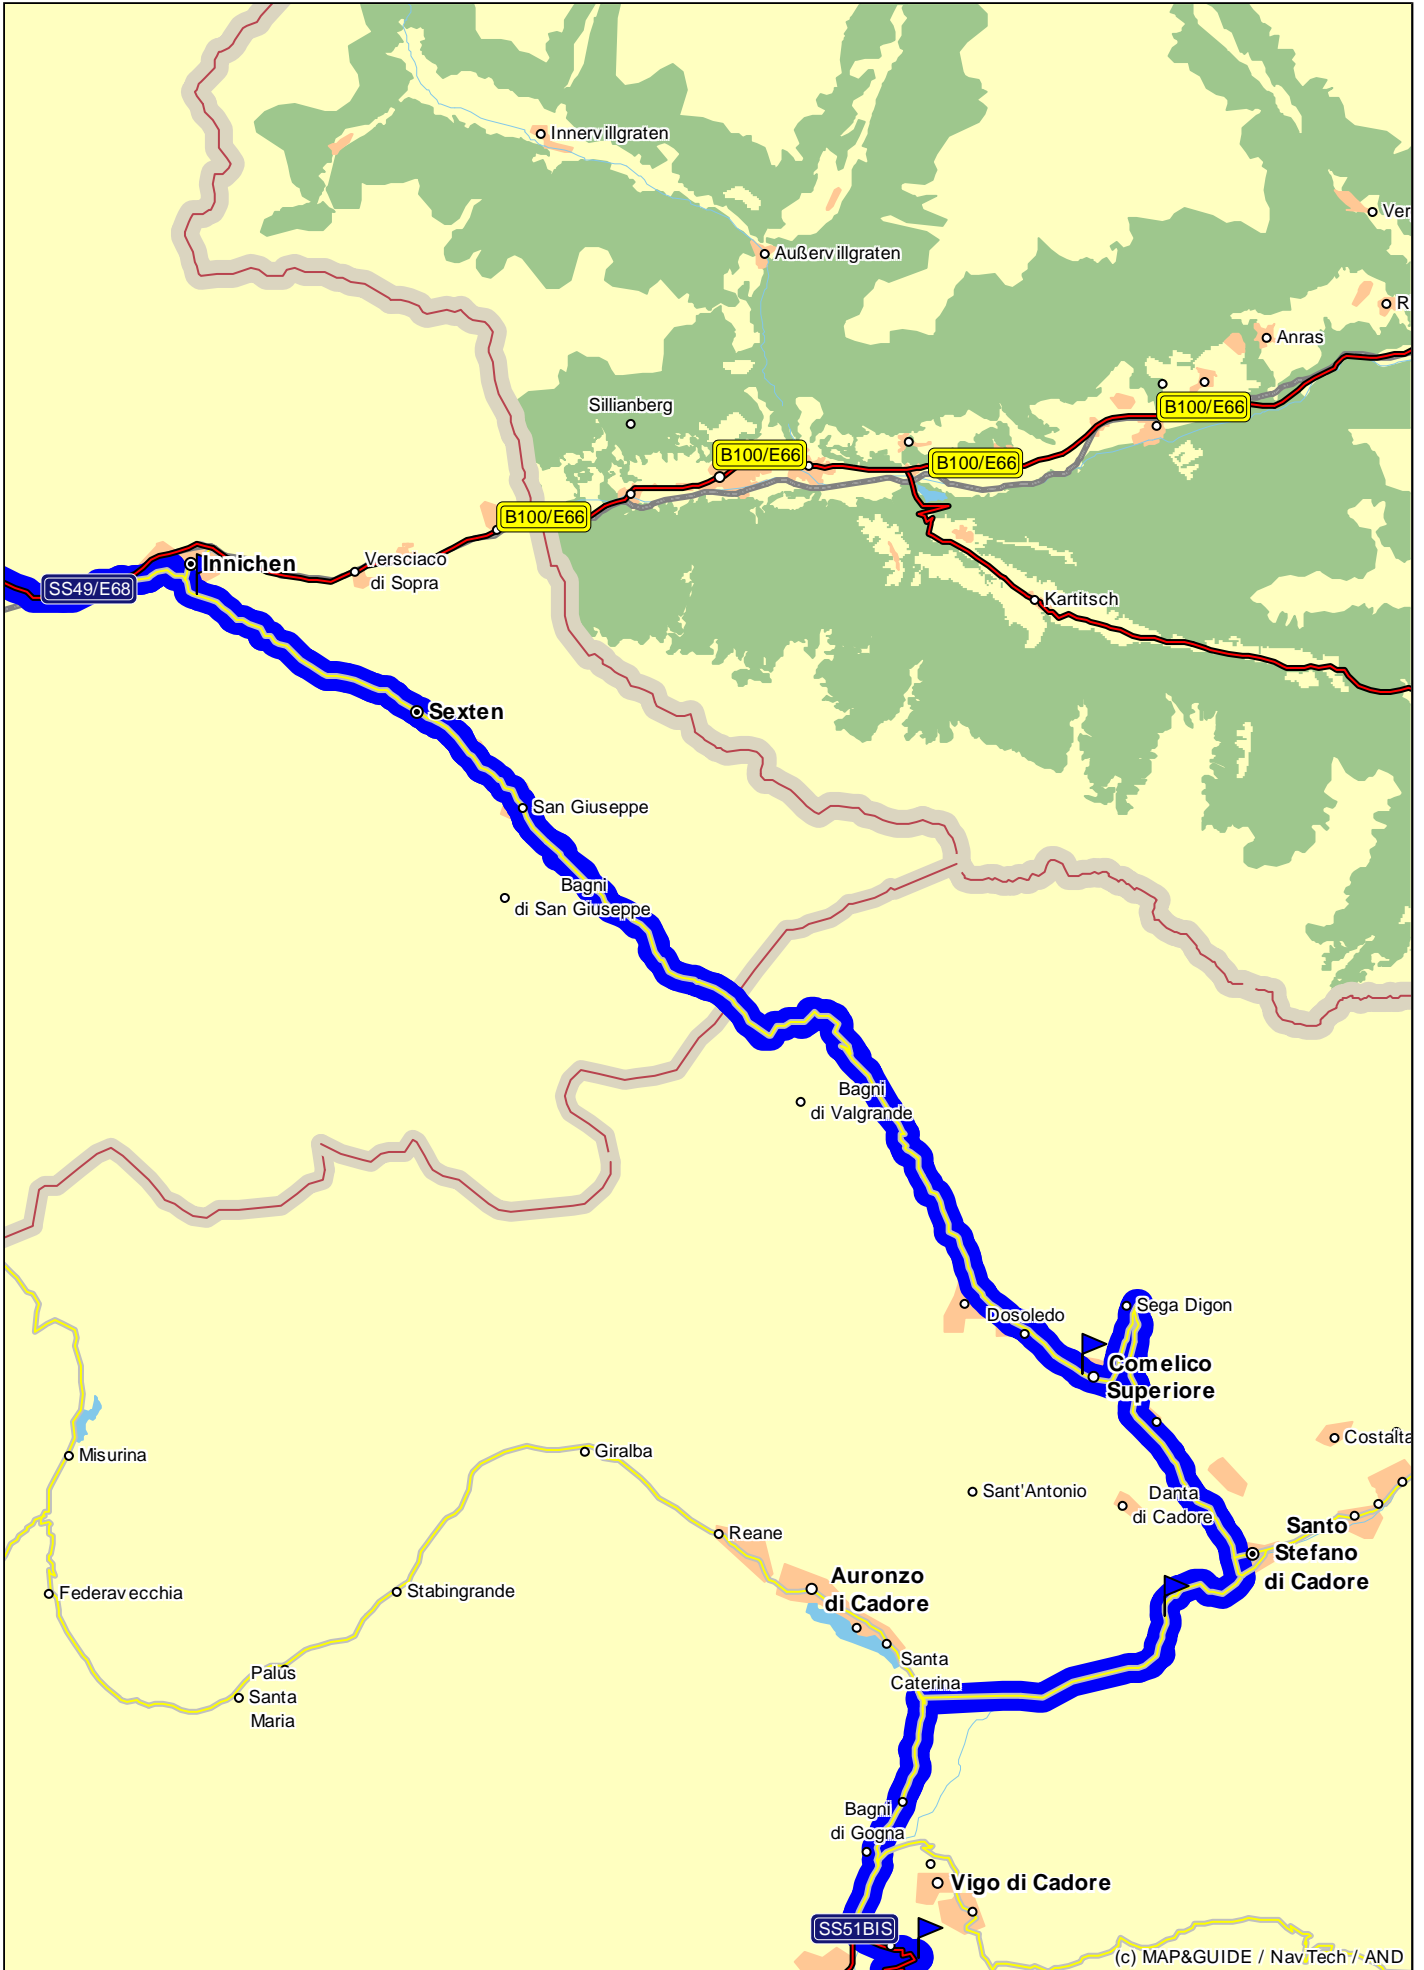 Innervillgraten
Ver
Außervillgraten
R
Anras
Sillianberg
B100/E66
B100/E66
B100/E66
B100/E66
Innichen
Versciaco
di Sopra
SS49/E68
Kartitsch
Sexten
San Giuseppe
Bagni
di San Giuseppe
Bagni
di Valgrande
Sega Digon
Dosoledo
Comelico
Superiore
Misurina
Giralba
Costalta
Sant'Antonio
Danta
di Cadore
Reane
Santo
Stefano
di Cadore
Auronzo
di Cadore
Federavecchia
Stabingrande
Santa
Caterina
Palus
Santa
Maria
Bagni
di Gogna
Vigo di Cadore
SS51BIS
(c) MAP&GUIDE / NavTech / AND